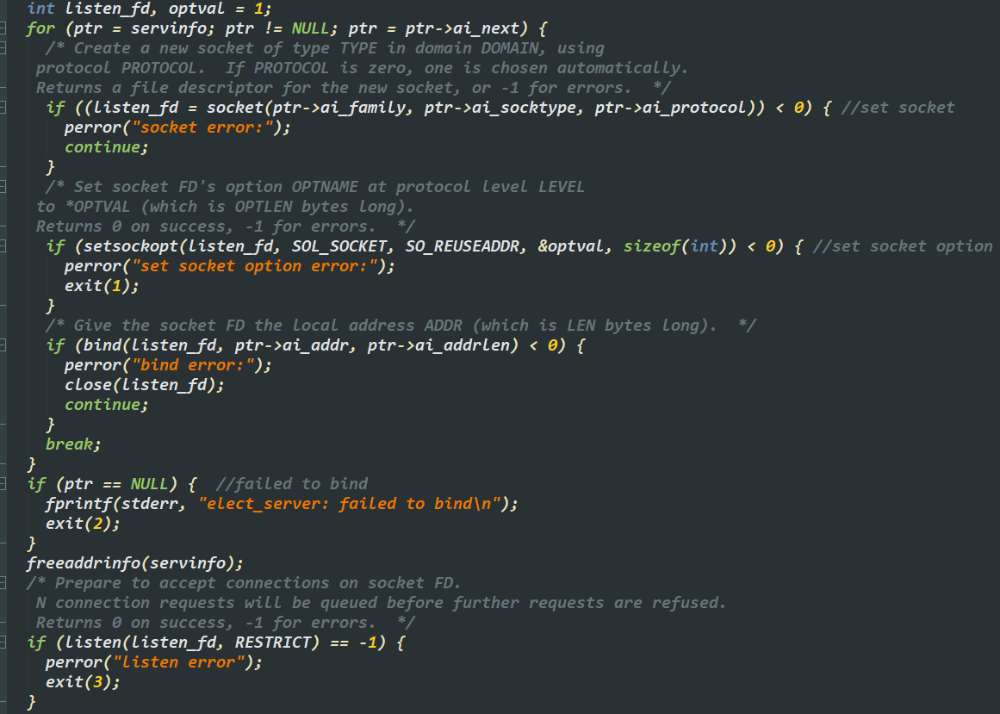 int listen_fd, optval = 1;
for (ptr = servinfo; ptr != NULL; ptr = ptr->ai_next) {
/* Create a new socket of type TYPE in domain DOMAIN, using
protocol PROTOCOL.  If PROTOCOL is zero, one is chosen automatically.
Returns a file descriptor for the new socket, or -1 for errors.  */
if ((listen_fd = socket(ptr->ai_family, ptr->ai_socktype, ptr->ai_protocol)) < 0) { //set socket
perror("socket error:");
continue;
}
/* Set socket FD's option OPTNAME at protocol level LEVEL
to *OPTVAL (which is OPTLEN bytes long).
Returns 0 on success, -1 for errors.  */
if (setsockopt(listen_fd, SOL_SOCKET, SO_REUSEADDR, &optval, sizeof(int)) < 0) { //set socket option
perror("set socket option error:");
exit(1);
}
/* Give the socket FD the local address ADDR (which is LEN bytes long).  */
if (bind(listen_fd, ptr->ai_addr, ptr->ai_addrlen) < 0) {
perror("bind error:");
close(listen_fd);
continue;
}
break;
}
if (ptr == NULL) {  //failed to bind
fprintf(stderr, "elect_server: failed to bind\n");
exit(2);
}
freeaddrinfo(servinfo);
/* Prepare to accept connections on socket FD.
N connection requests will be queued before further requests are refused.
Returns 0 on success, -1 for errors.  */
if (listen(listen_fd, RESTRICT) == -1) {
perror("listen error");
exit(3);
}